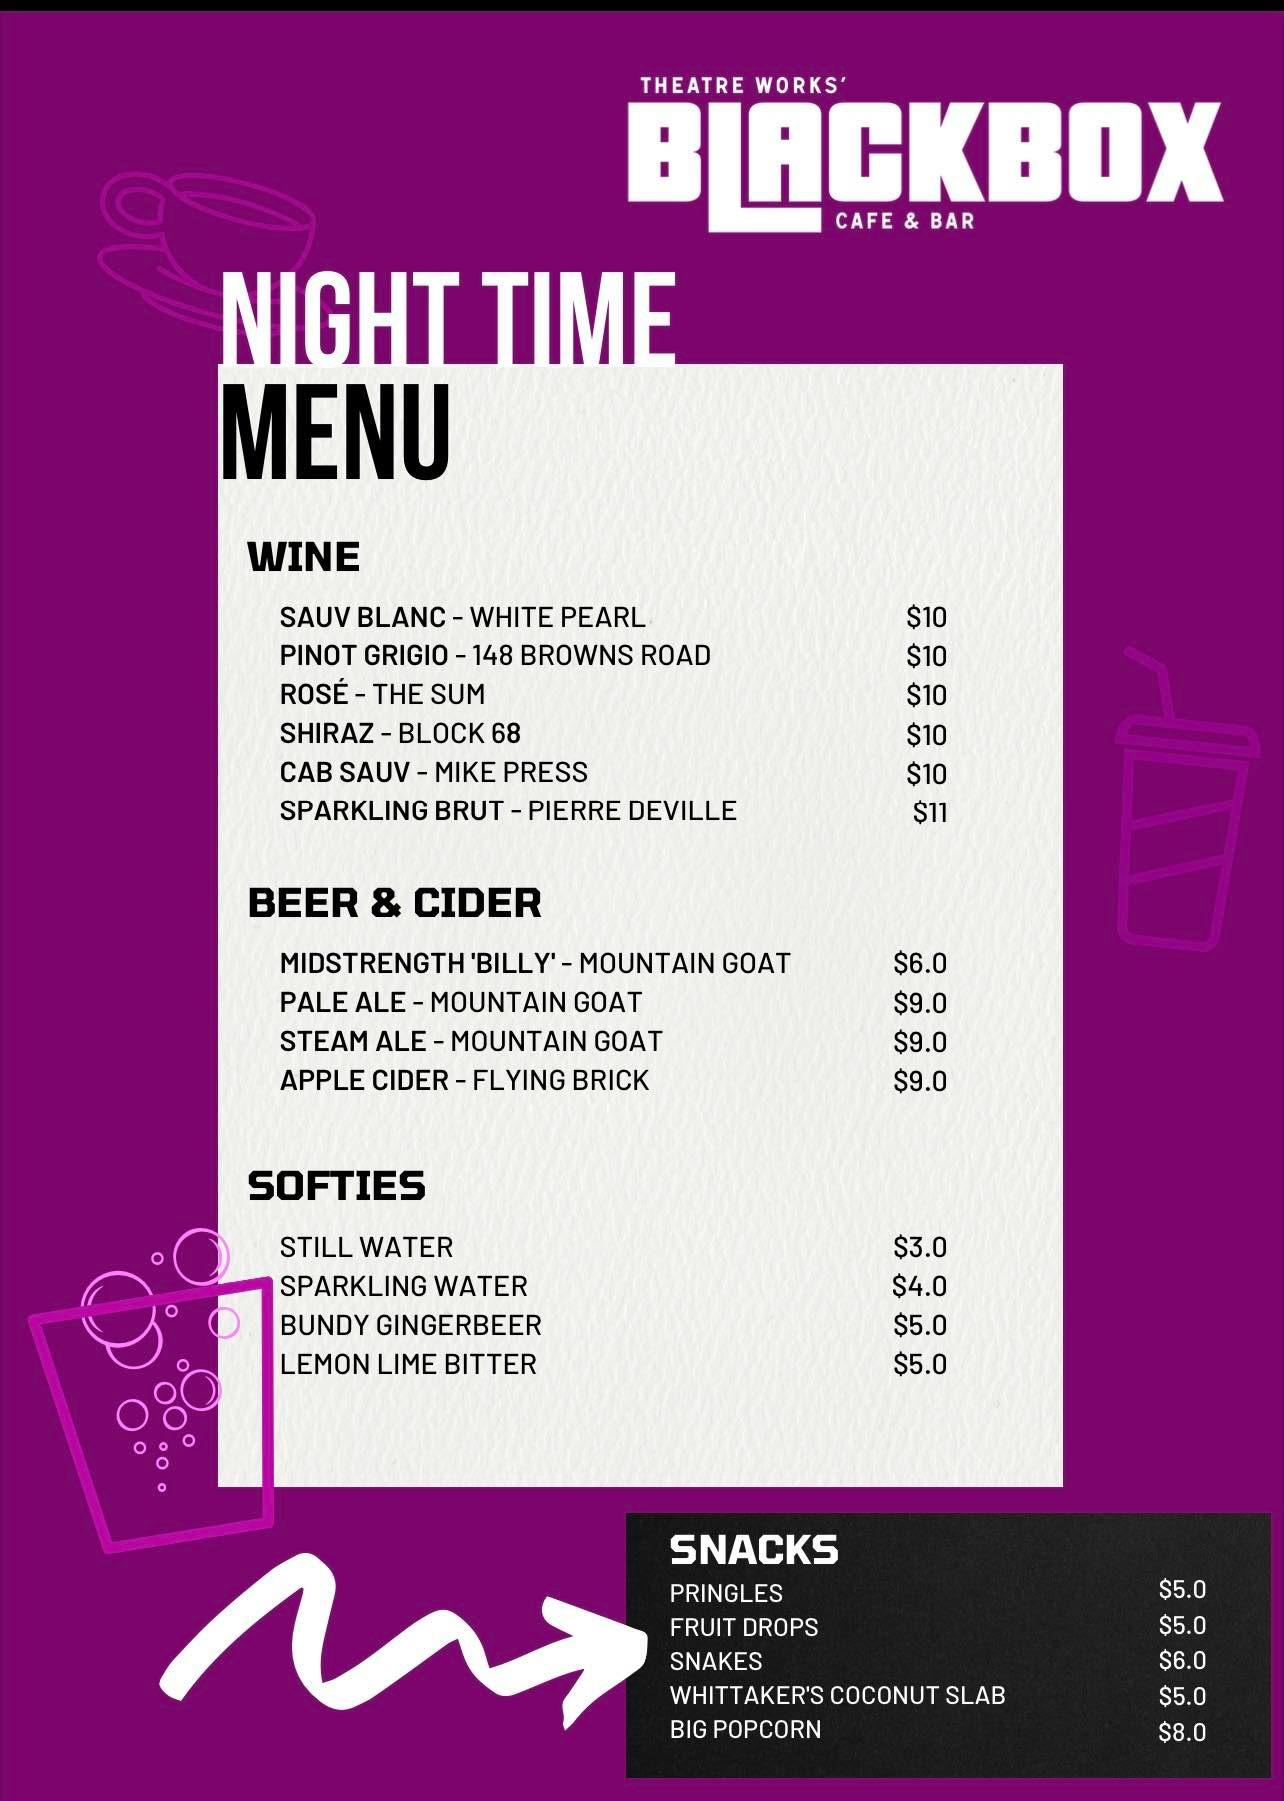 THEATRE WORKS'
BLACKBOX
CAFE & BAR
NIGHT TIME
MENU
WINE
SAUV BLANC - WHITE PEARL $10
PINOT GRIGIO - 148 BROWNS ROAD $10
ROSÉ - THE SUM $10
SHIRAZ - BLOCK 68 $10
CAB SAUV - MIKE PRESS $10
SPARKLING BRUT - PIERRE DEVILLE $11
BEER & CIDER
MIDSTRENGTH 'BILLY' - MOUNTAIN GOAT $6.0
PALE ALE - MOUNTAIN GOAT $9.0
STEAM ALE - MOUNTAIN GOAT $9.0
APPLE CIDER - FLYING BRICK $9.0
SOFTIES
STILL WATER $3.0
SPARKLING WATER $4.0
BUNDY GINGERBEER $5.0
LEMON LIME BITTER $5.0
SNACKS
PRINGLES $5.0
FRUIT DROPS $5.0
SNAKES $6.0
WHITTAKER'S COCONUT SLAB $5.0
BIG POPCORN $8.0